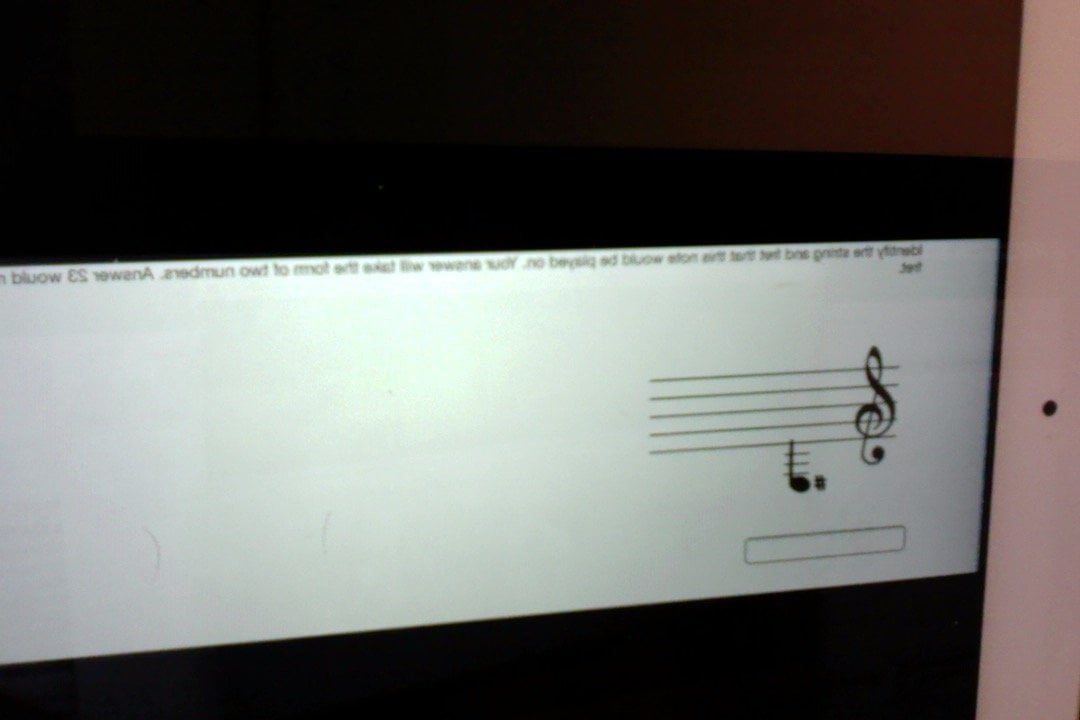 Identify the string and fret that this note would be played on. Your answer will take the form of two numbers. Answer 23 would
fret.